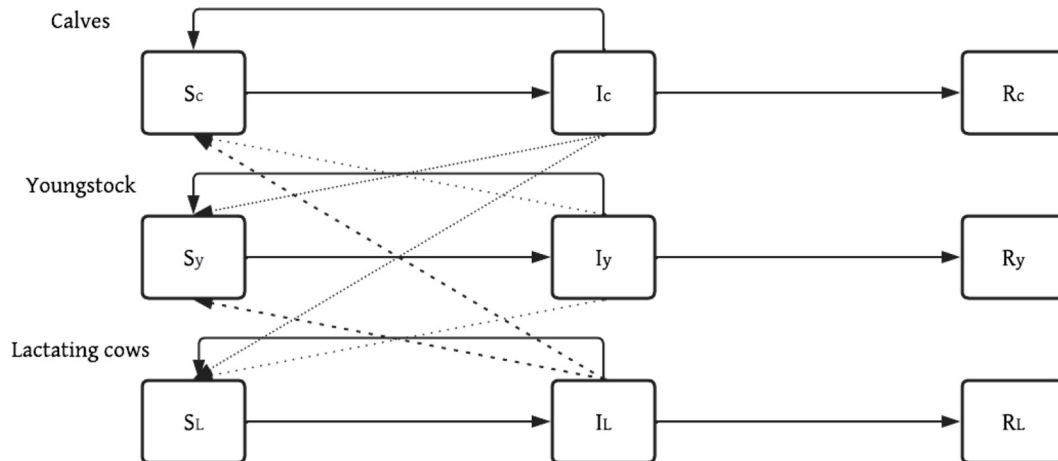 Calves
Sc
Ic
Rc
Youngstock
Sy
Iy
Ry
Lactating cows
SL
IL
RL